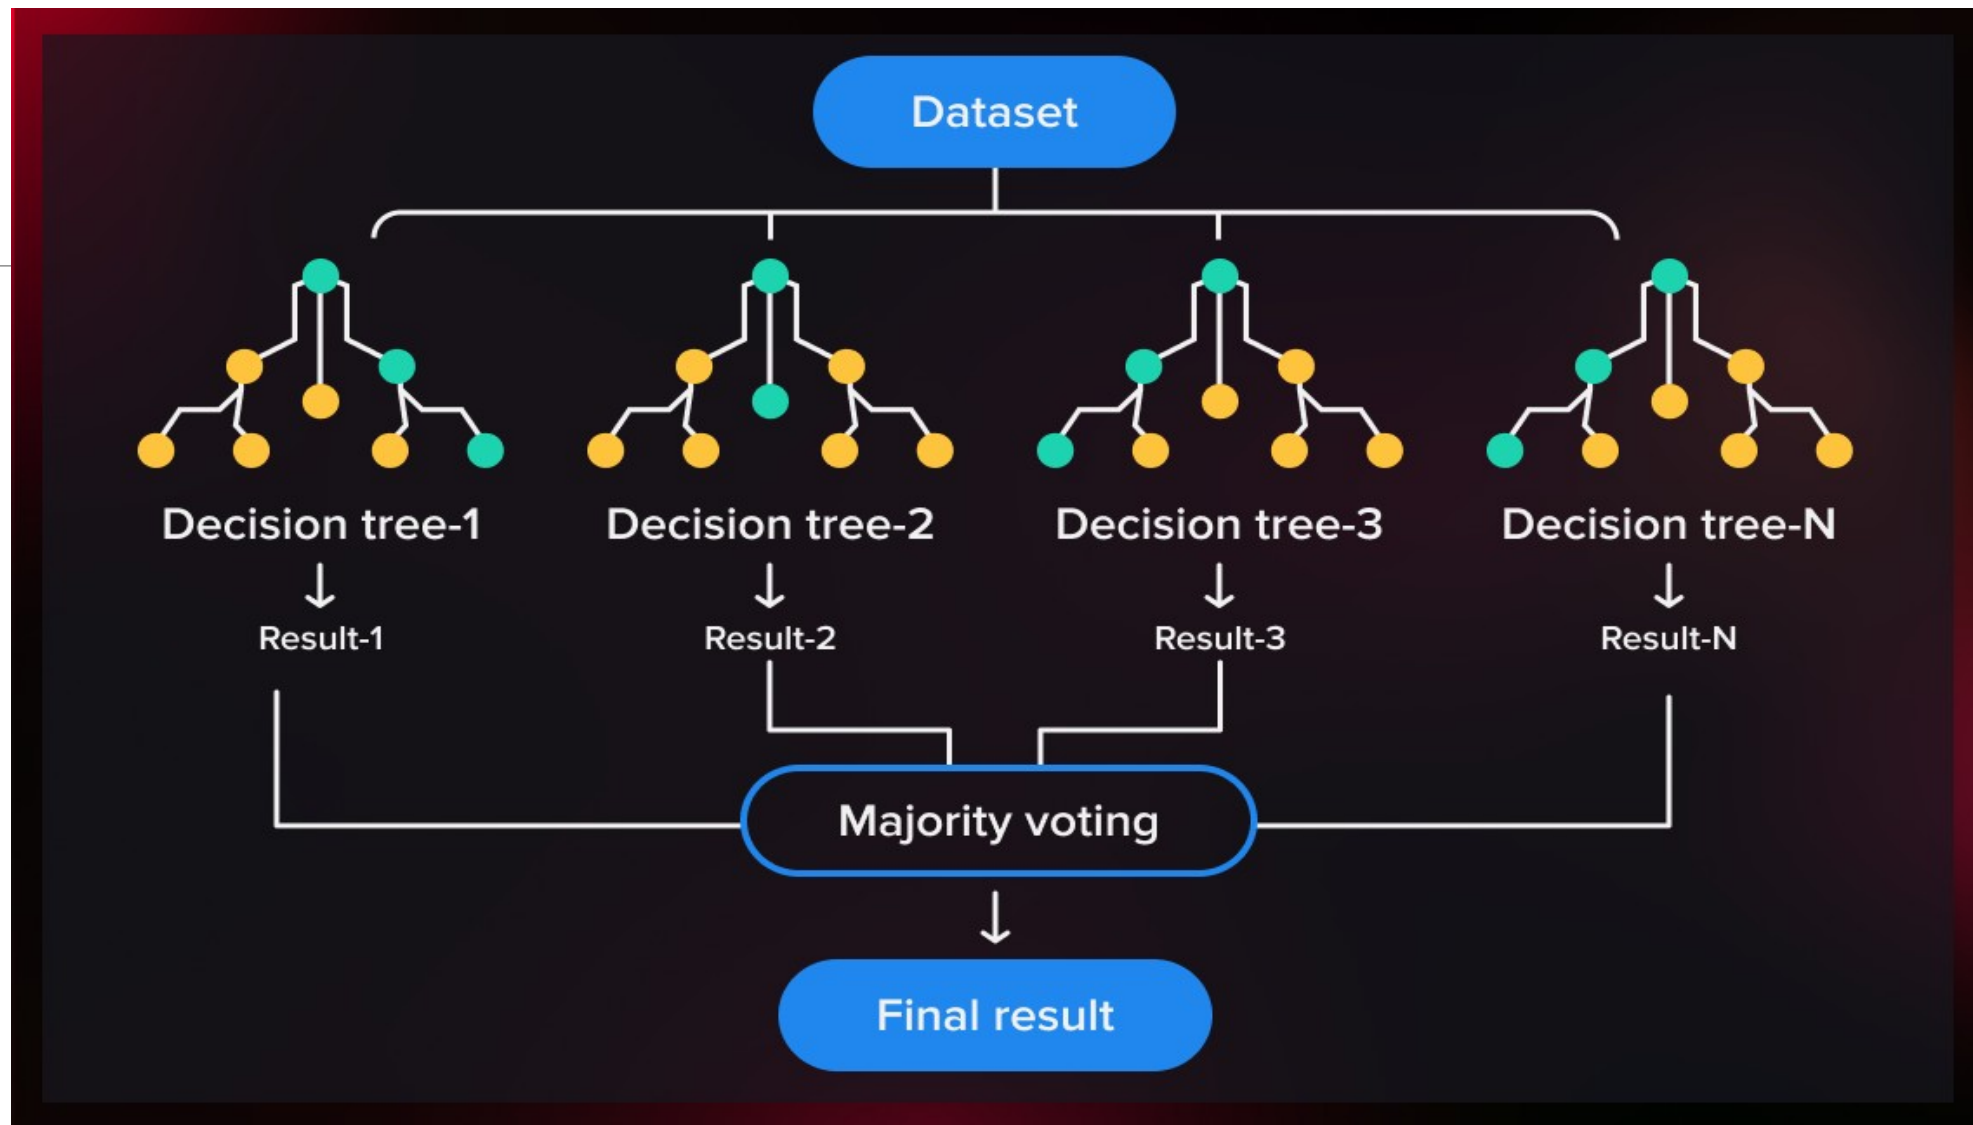 Dataset
Decision tree-1
Decision tree-2
Decision tree-3
Decision tree-N
Result-1
Result-2
Result-3
Result-N
Majority voting
Final result